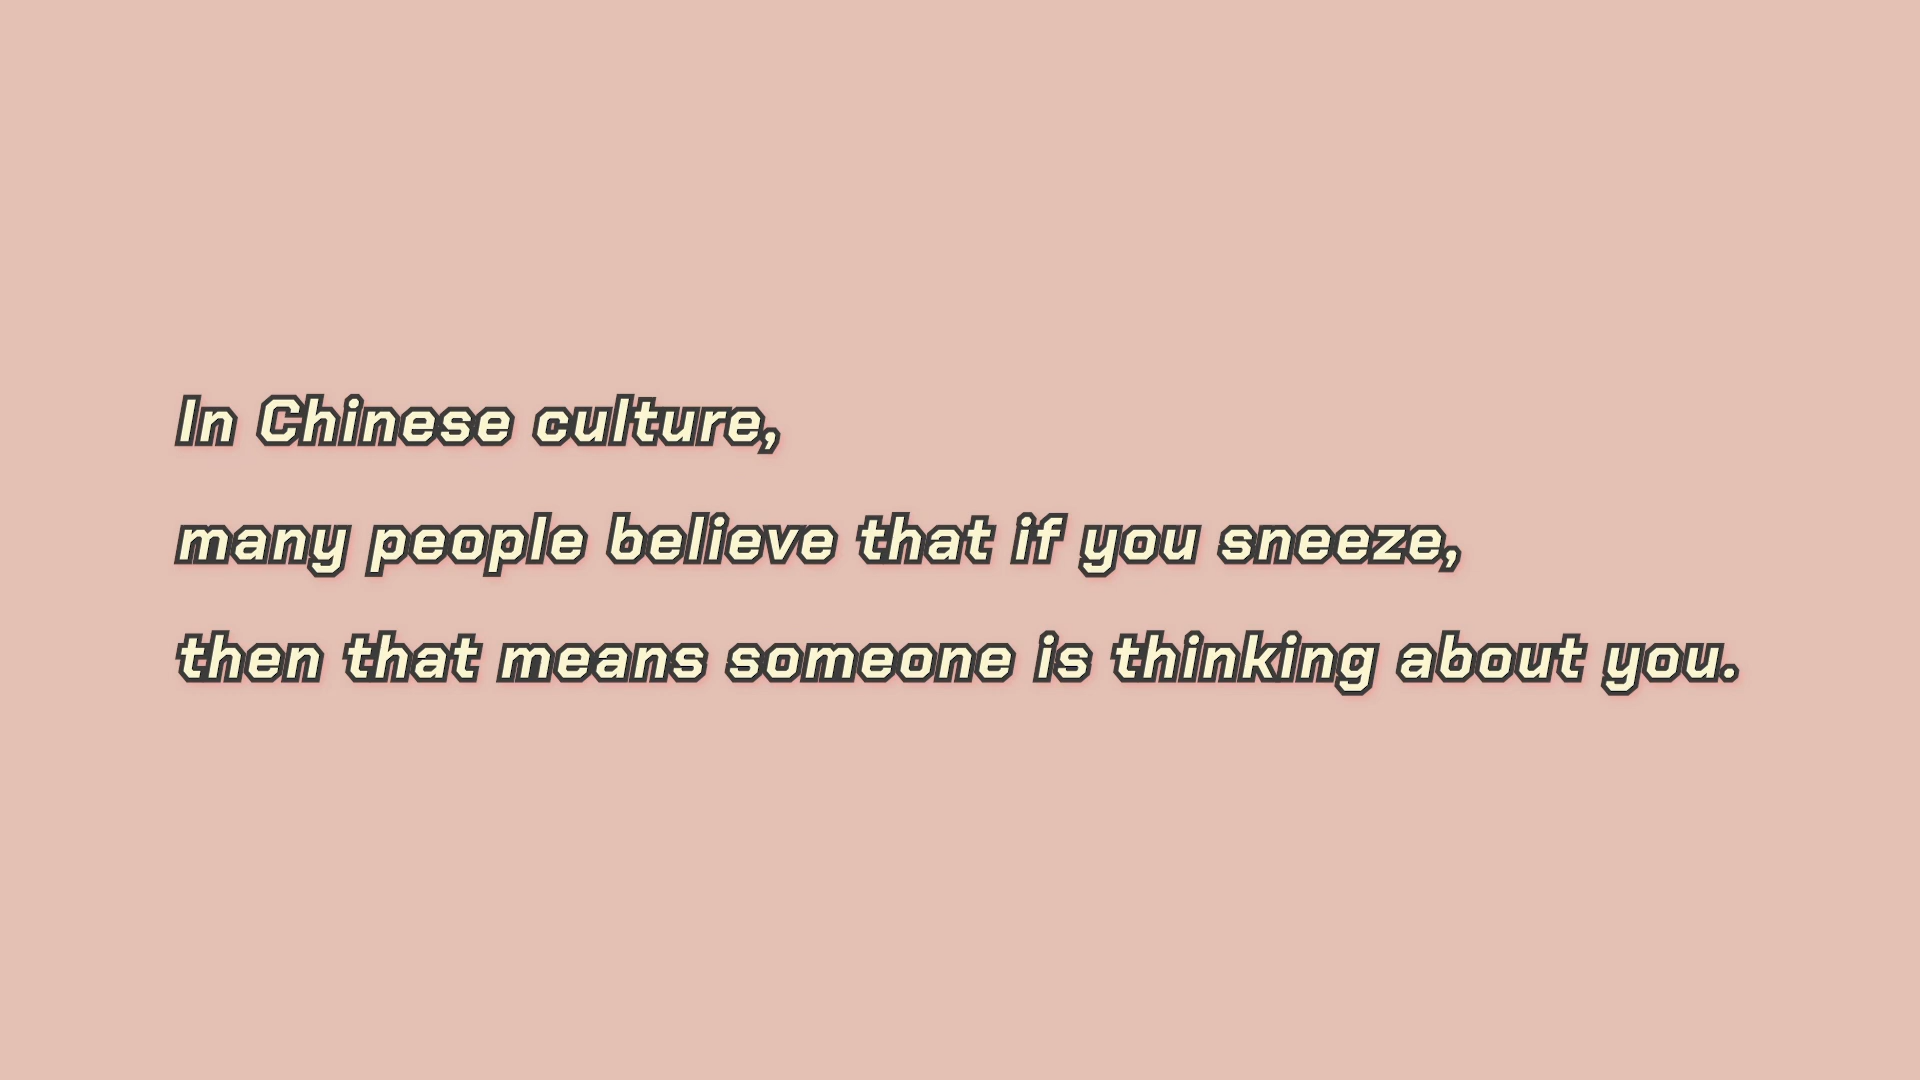 In Chinese culture,
many people believe that if you sneeze,
then that means someone is thinking about you.